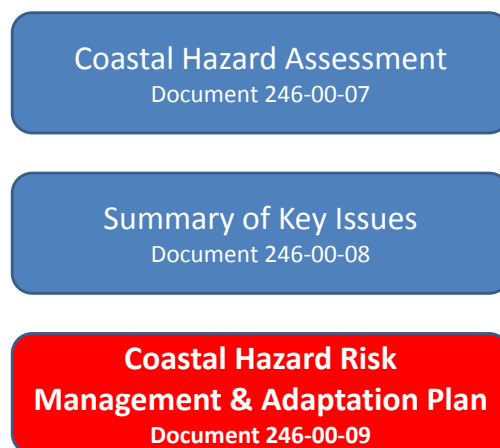 Coastal Hazard Assessment
Document 246-00-07
Summary of Key Issues
Document 246-00-08
Coastal Hazard Risk
Management & Adaptation Plan
Document 246-00-09